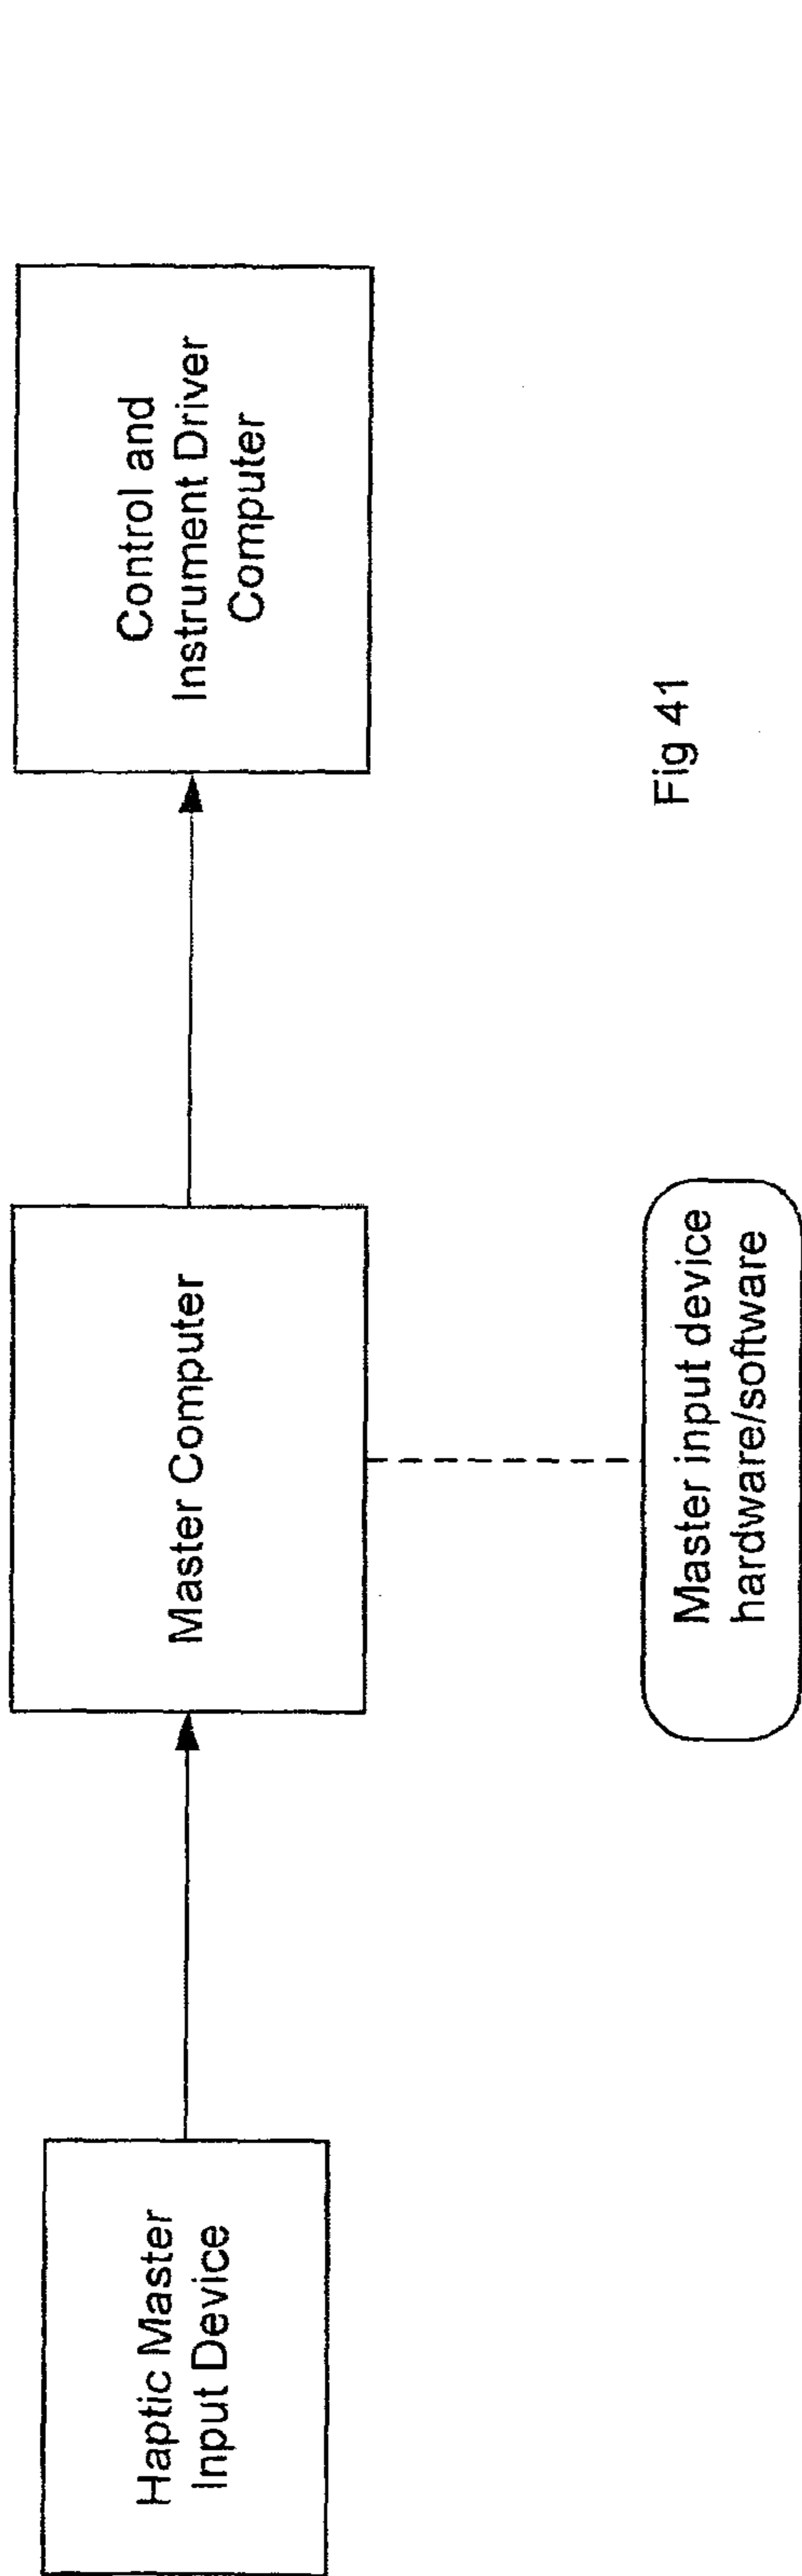 Haptic Master
Input Device
Master Computer
Control and
Instrument Driver
Computer
Master input device
hardware/software
Fig 41